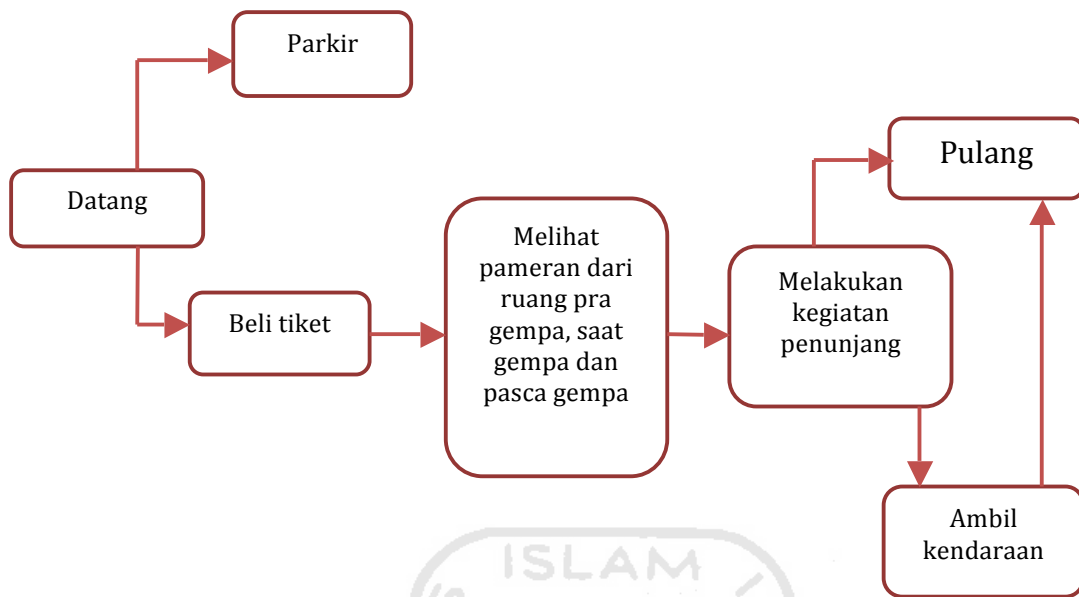 Parkir
Datang
Beli tiket
Melihat
pameran dari
ruang pra
gempa, saat
gempa dan
pasca gempa
Melakukan
kegiatan
penunjang
Pulang
Ambil
kendaraan
ISLAM